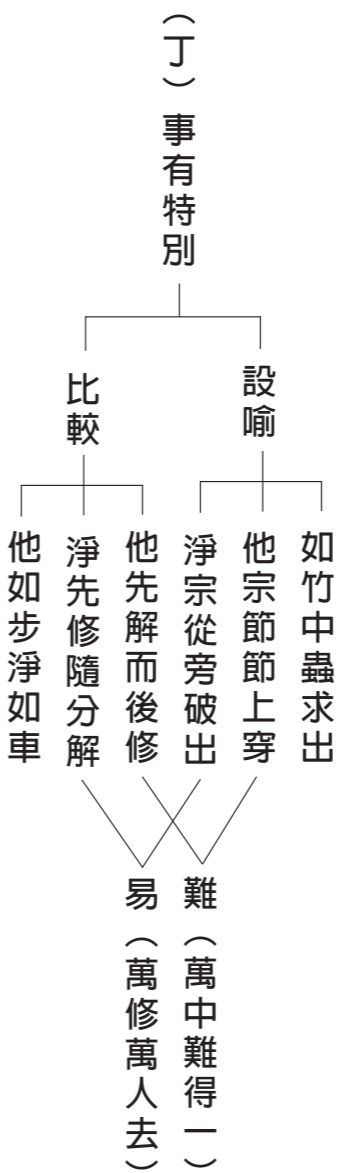 （丁）事有特別
設喻
比較
如竹中蟲求出
他宗節節上穿
淨宗從旁破出
他先解而後修
淨先修隨分解
他如步淨如車
難（萬中難得一）
易（萬修萬人去）